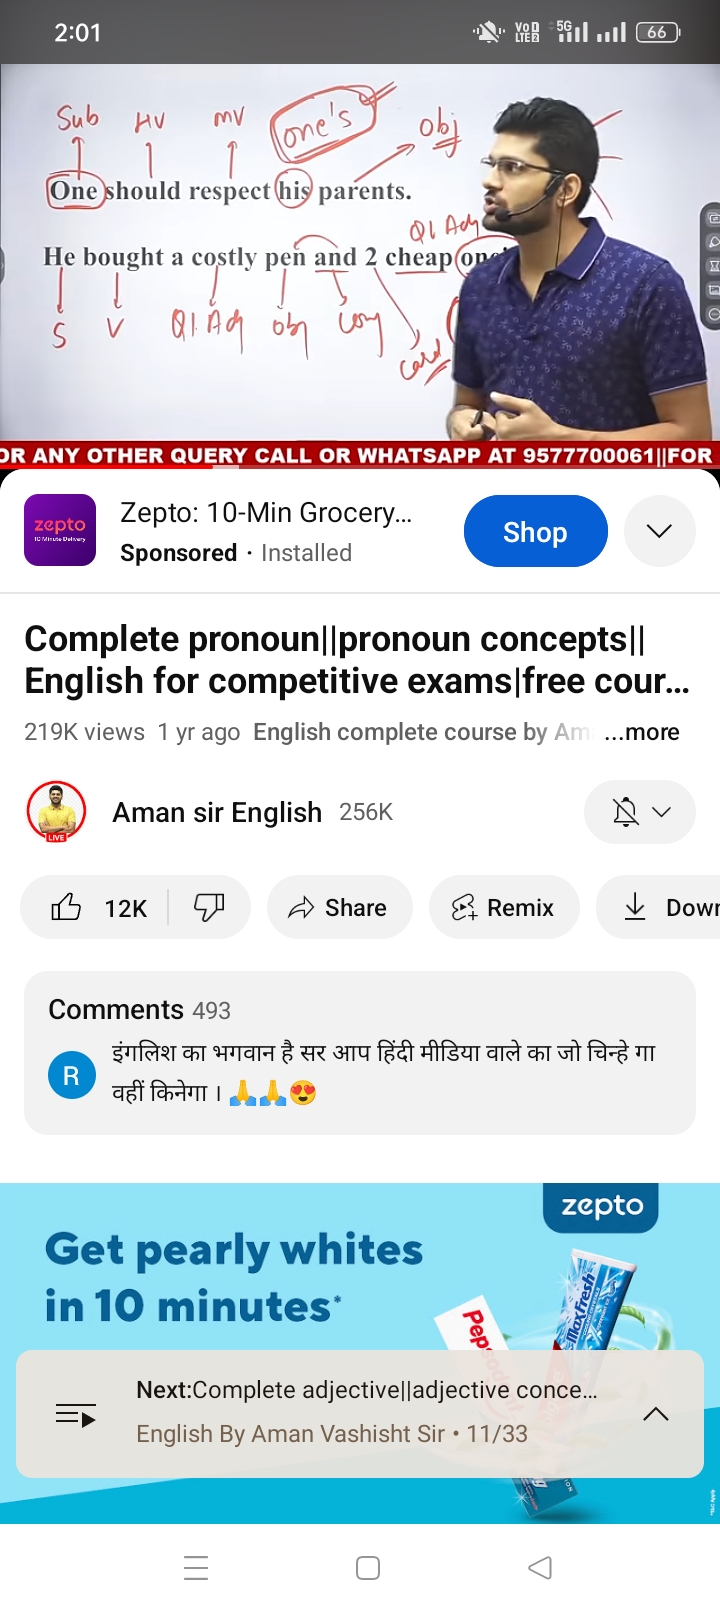 2:01
Vo
LTE2
5G
66
Sub HV MV one's obj
One should respect his parents.
Ql Adj
He bought a costly pen and 2 cheap
S V Ql. Adj obj conj
card
OR ANY OTHER QUERY CALL OR WHATSAPP AT 9577700061||FOR
zepto
10 Minute Delivery
Zepto: 10-Min Grocery...
Sponsored · Installed
Shop
Complete pronoun||pronoun concepts||
English for competitive exams|free cour...
219K views 1 yr ago English complete course by Am ...more
LIVE
Aman sir English 256K
12K Share Remix Down
Comments 493
R
इंगलिश का भगवान है सर आप हिंदी मीडिया वाले का जो चिन्हे गा
वहीं किनेगा । 🙏🙏😍
zepto
Get pearly whites
in 10 minutes*
MaxFresh
Pep
Next:Complete adjective||adjective conce...
English By Aman Vashisht Sir • 11/33